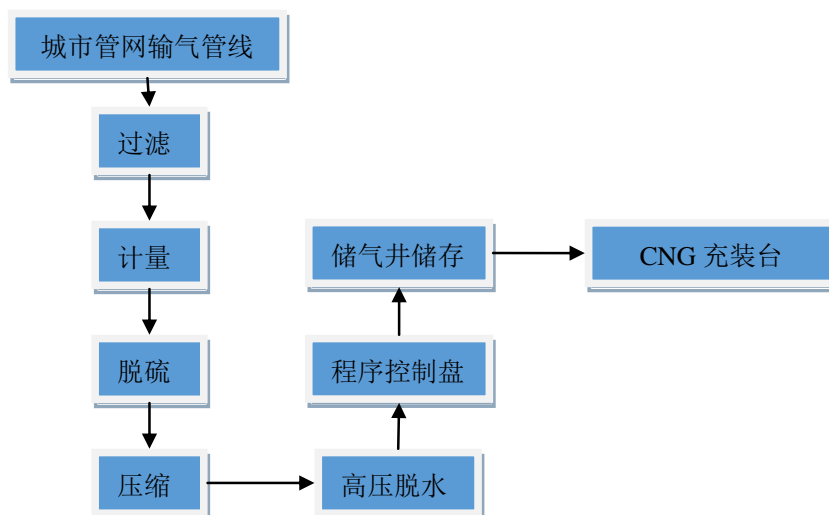 城市管网输气管线
过滤
计量
脱硫
压缩
高压脱水
程序控制盘
储气井储存
CNG 充装台